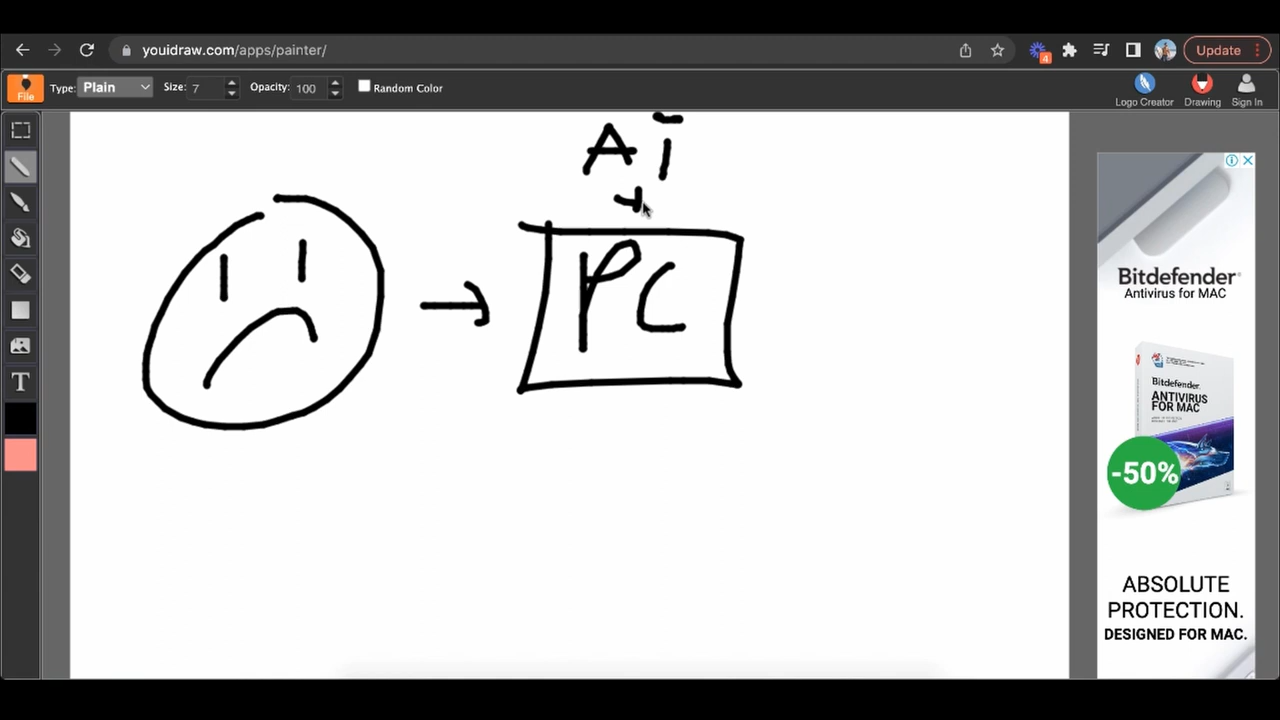 youidraw.com/apps/painter/
4
Update
File
Type: Plain
Size: 7
Opacity: 100
Random Color
Logo Creator
Drawing
Sign In
T
AI
PC
Bitdefender
Antivirus for MAC
Bitdefender
ANTIVIRUS
FOR MAC
-50%
ABSOLUTE
PROTECTION.
DESIGNED FOR MAC.